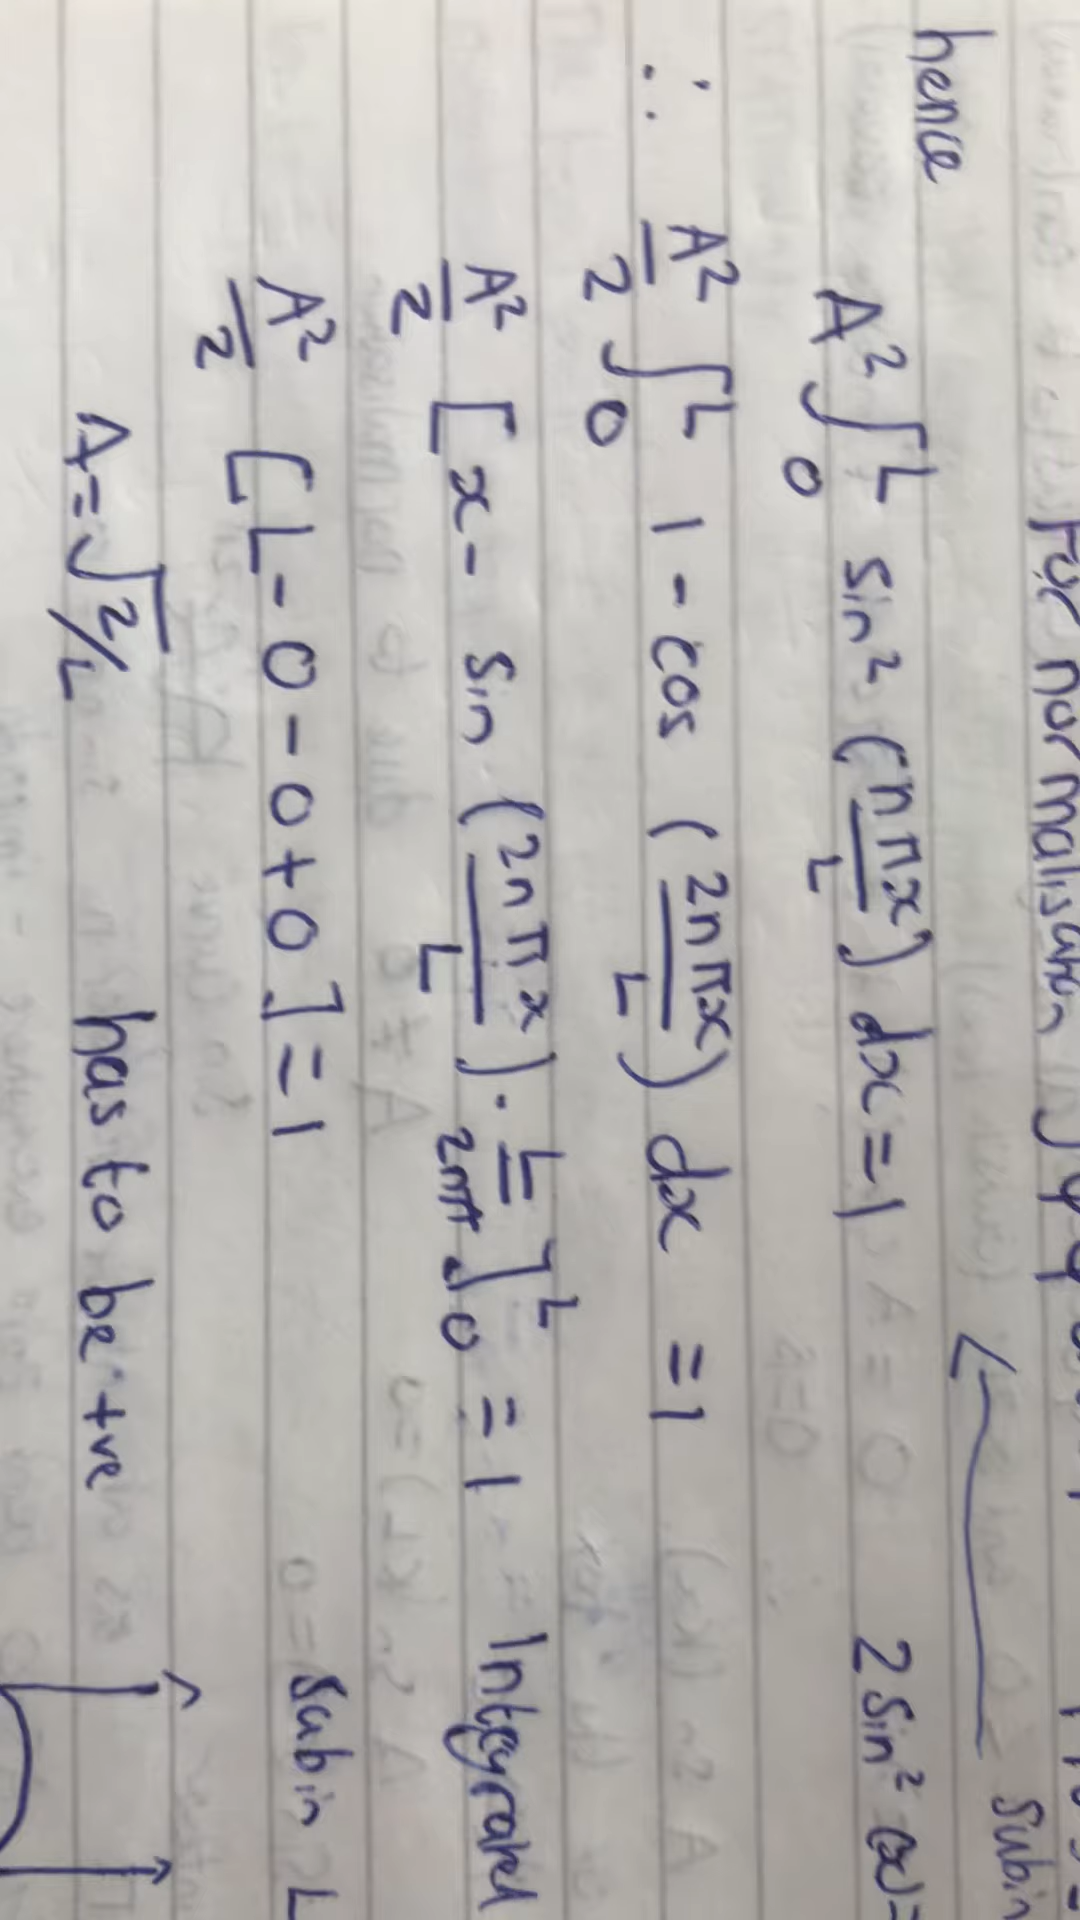 For normalisation
Subin
hence
A² ∫₀ᴸ sin² (nπx/L) dx = 1 2 sin² (x) =
∴ A²/2 ∫₀ᴸ 1 - cos (2nπx/L) dx = 1
A²/2 [x - sin (2nπx/L) · L/2nπ]₀ᴸ = 1 Integrated
A²/2 [L - 0 - 0 + 0] = 1 Sub in L
A = √2/L has to be +ve